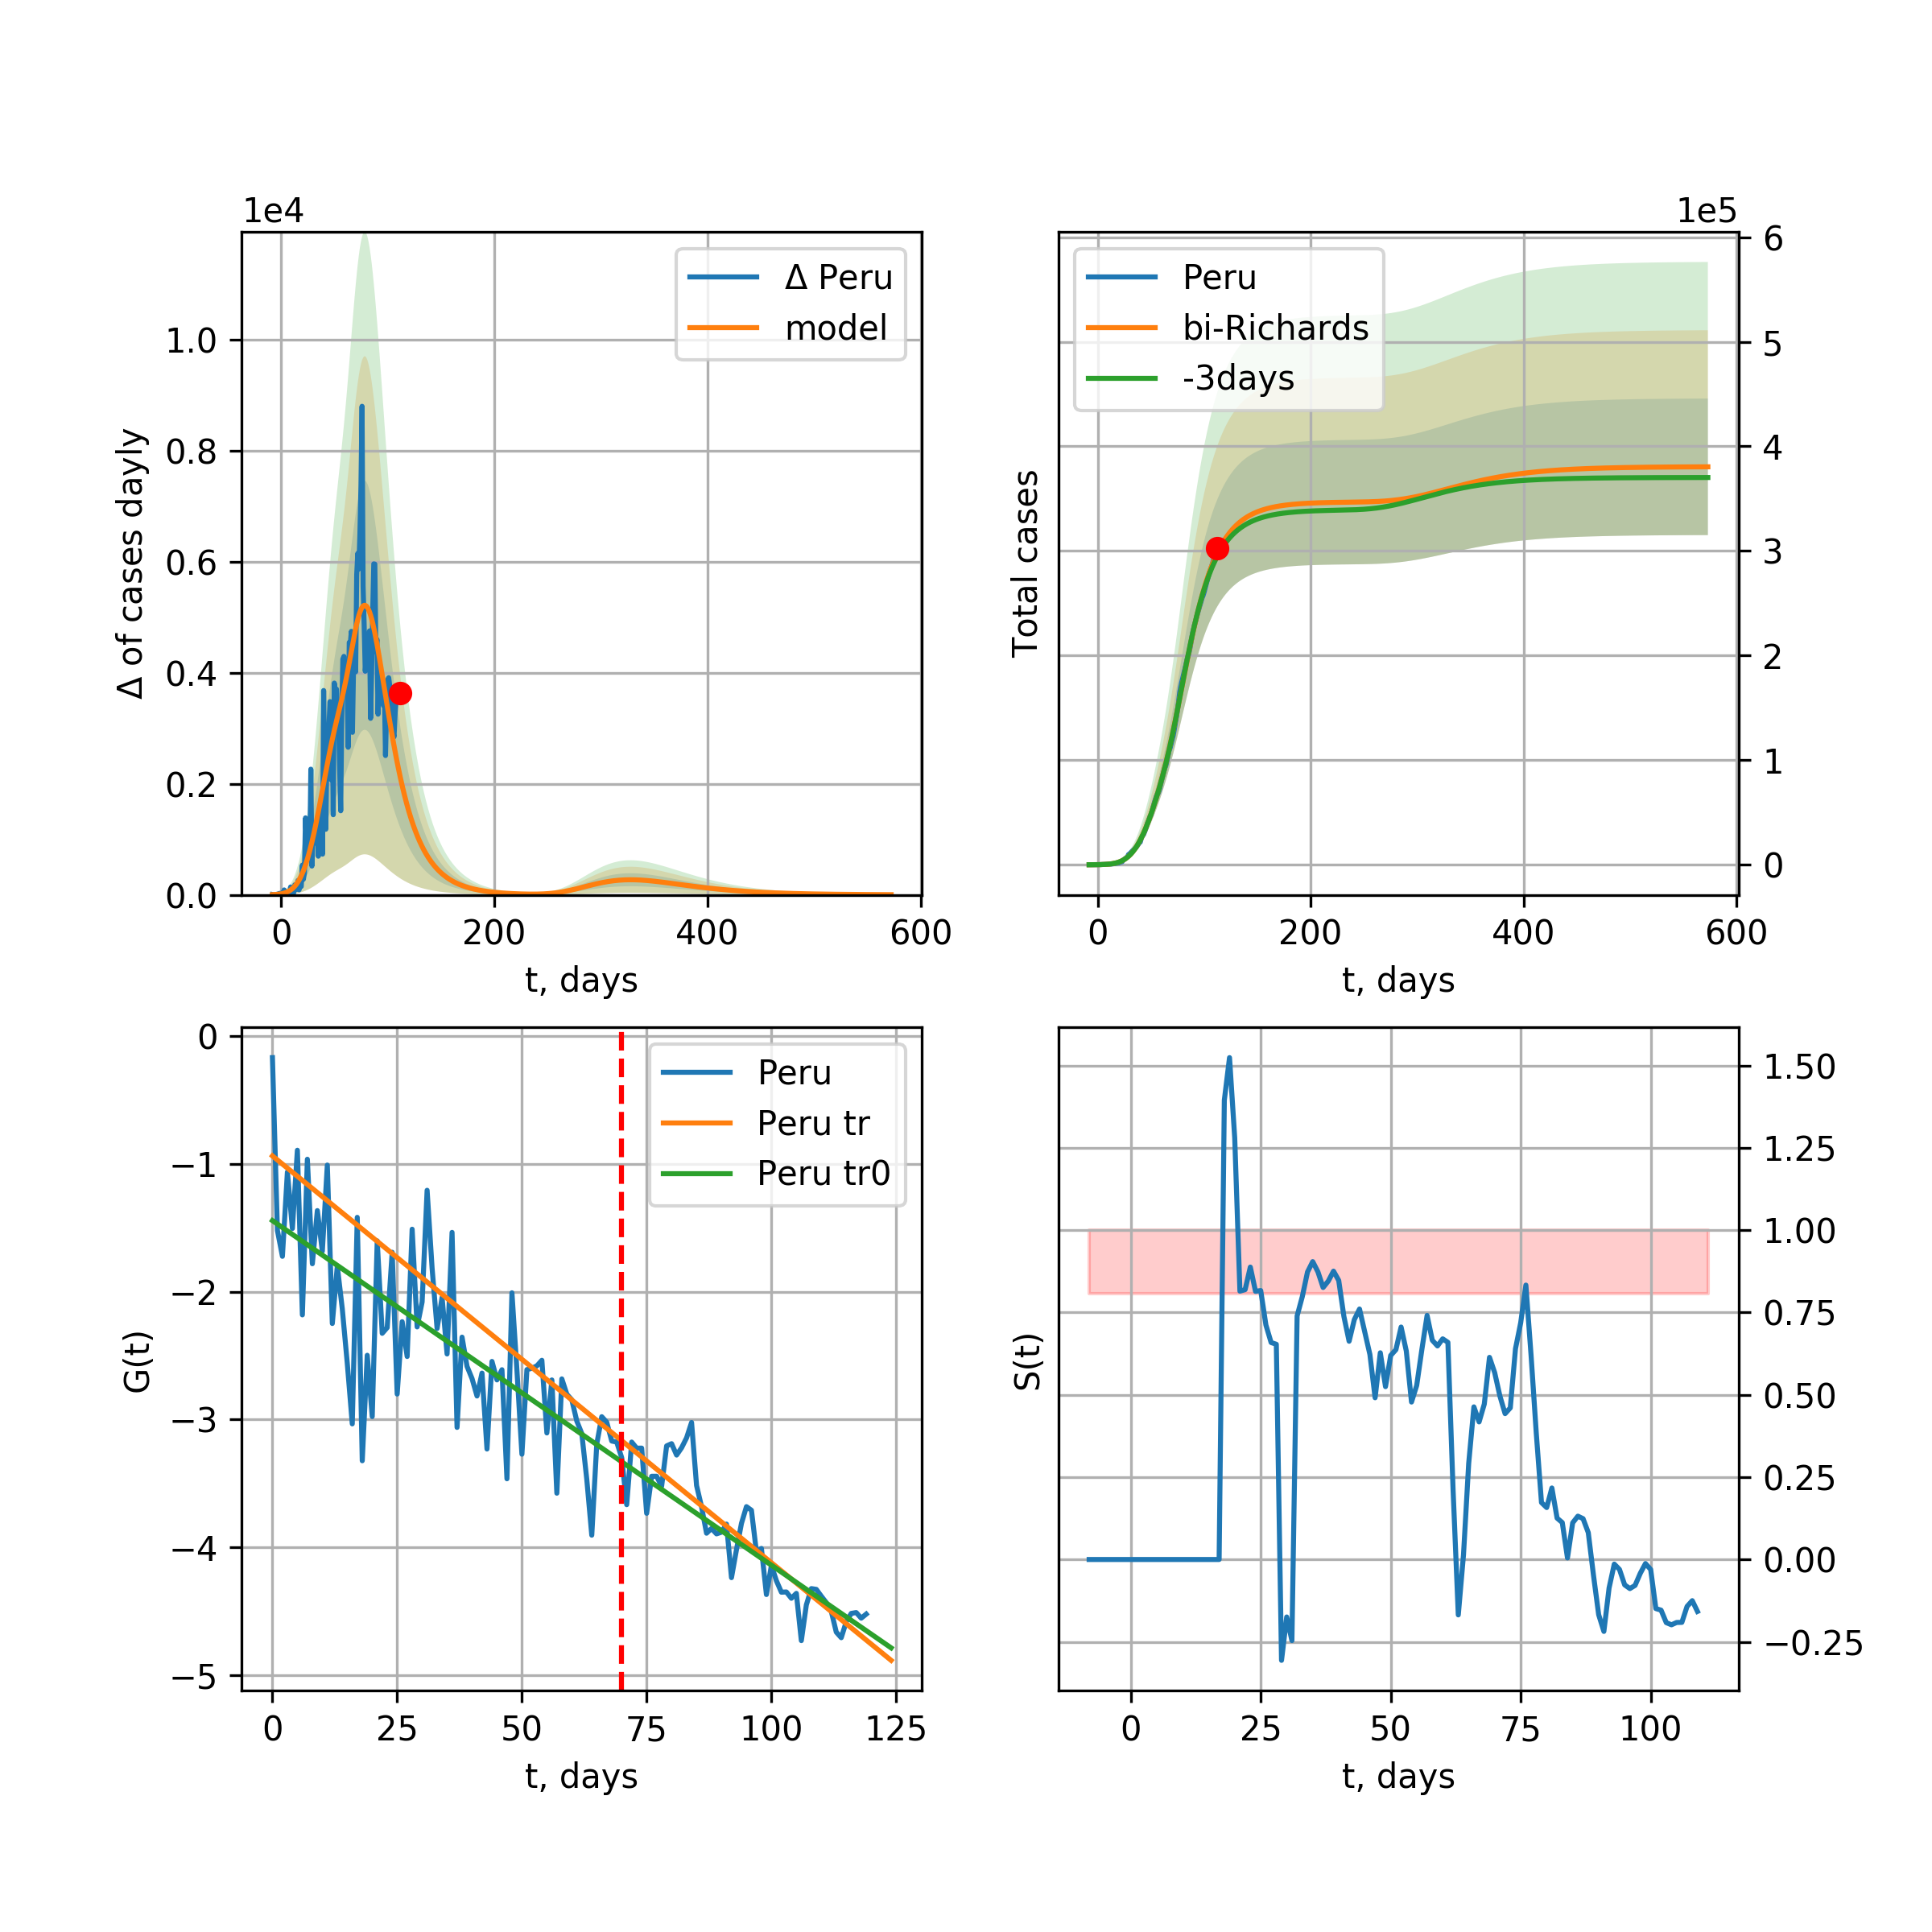 1e4
Δ of cases dayly
1.0
0.8
0.6
0.4
0.2
0.0
0 200 400 600
t, days
Δ Peru
model
1e5
Total cases
6
5
4
3
2
1
0
0 200 400 600
t, days
Peru
bi-Richards
-3days
G(t)
0
−1
−2
−3
−4
−5
0 25 50 75 100 125
t, days
Peru
Peru tr
Peru tr0
S(t)
1.50
1.25
1.00
0.75
0.50
0.25
0.00
−0.25
0 25 50 75 100
t, days